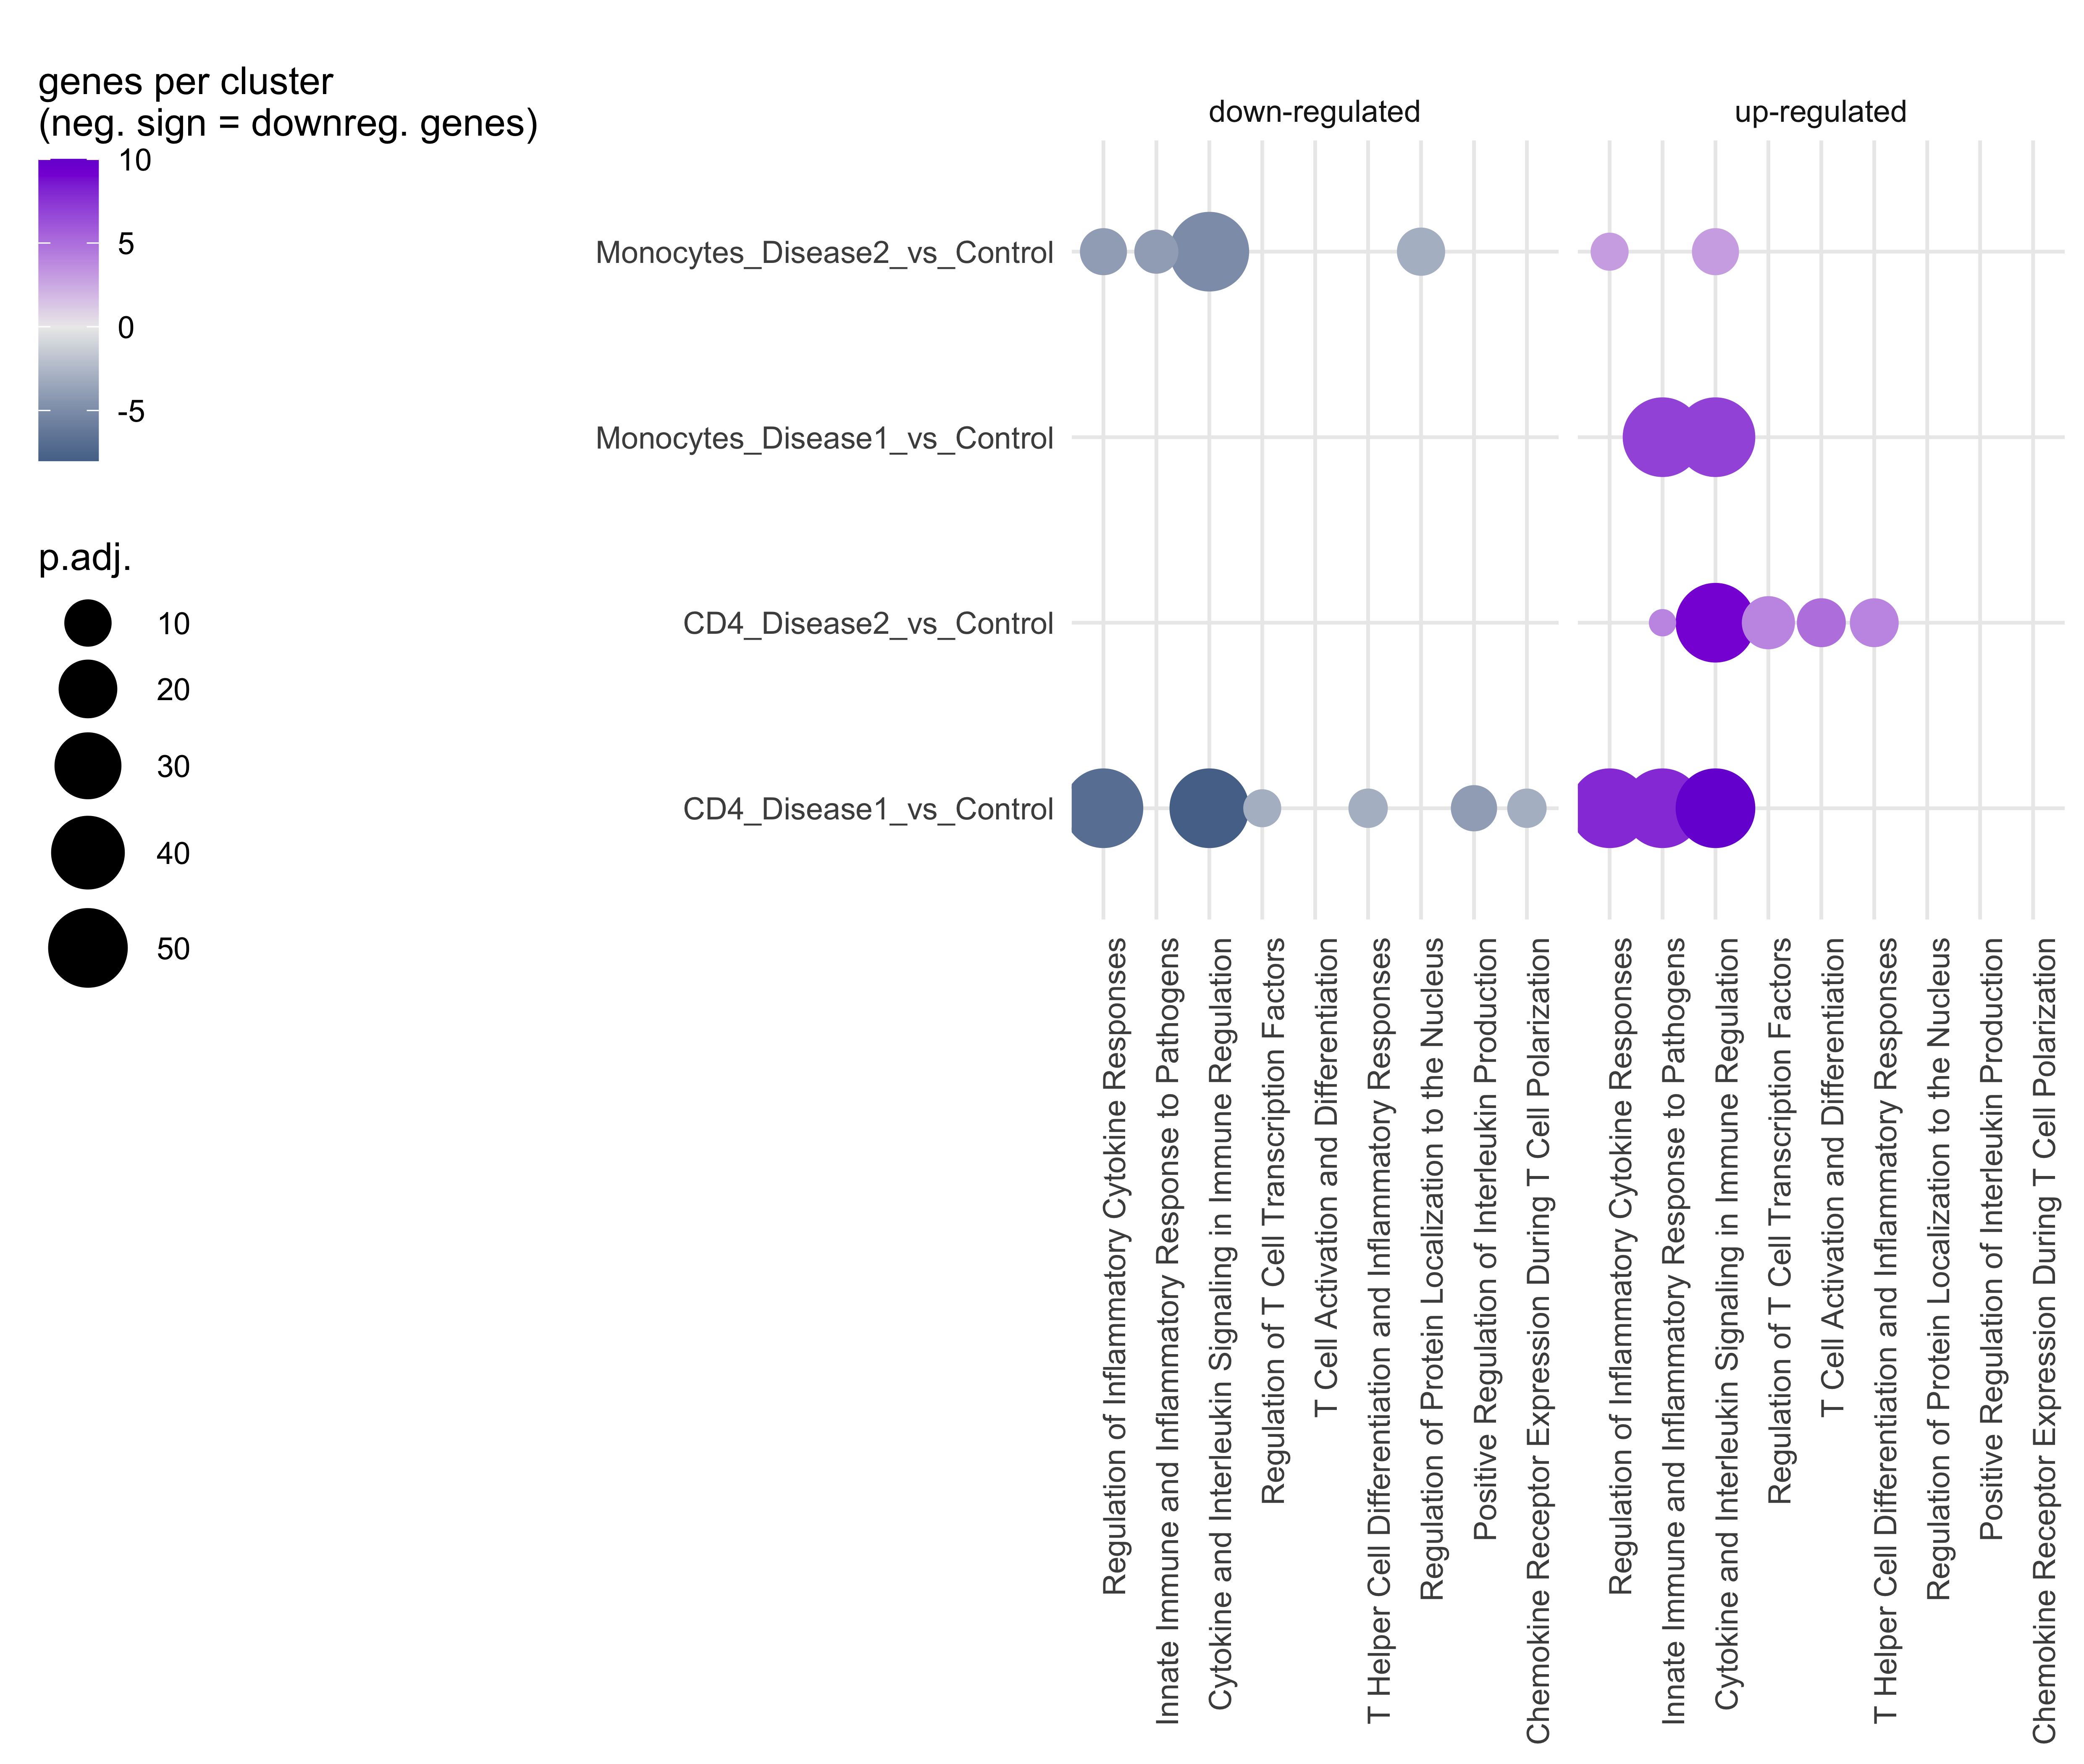 genes per cluster
(neg. sign = downreg. genes)
10
5
0
-5
p.adj.
10
20
30
40
50
down-regulated
up-regulated
Monocytes_Disease2_vs_Control
Monocytes_Disease1_vs_Control
CD4_Disease2_vs_Control
CD4_Disease1_vs_Control
Regulation of Inflammatory Cytokine Responses
Innate Immune and Inflammatory Response to Pathogens
Cytokine and Interleukin Signaling in Immune Regulation
Regulation of T Cell Transcription Factors
T Cell Activation and Differentiation
T Helper Cell Differentiation and Inflammatory Responses
Regulation of Protein Localization to the Nucleus
Positive Regulation of Interleukin Production
Chemokine Receptor Expression During T Cell Polarization
Regulation of Inflammatory Cytokine Responses
Innate Immune and Inflammatory Response to Pathogens
Cytokine and Interleukin Signaling in Immune Regulation
Regulation of T Cell Transcription Factors
T Cell Activation and Differentiation
T Helper Cell Differentiation and Inflammatory Responses
Regulation of Protein Localization to the Nucleus
Positive Regulation of Interleukin Production
Chemokine Receptor Expression During T Cell Polarization